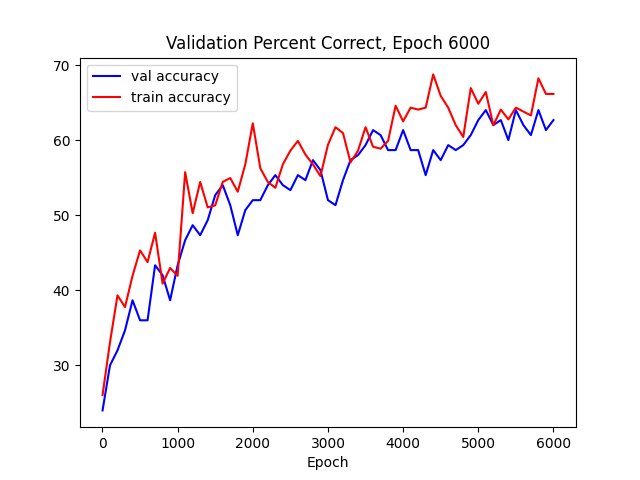 Validation Percent Correct, Epoch 6000
val accuracy
train accuracy
70
60
50
40
30
0 1000 2000 3000 4000 5000 6000
Epoch